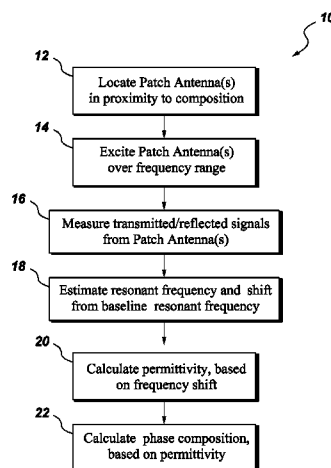 10
12
Locate Patch Antenna(s)
in proximity to composition
14
Excite Patch Antenna(s)
over frequency range
16
Measure transmitted/reflected signals
from Patch Antenna(s)
18
Estimate resonant frequency and shift
from baseline resonant frequency
20
Calculate permittivity, based
on frequency shift
22
Calculate phase composition,
based on permittivity